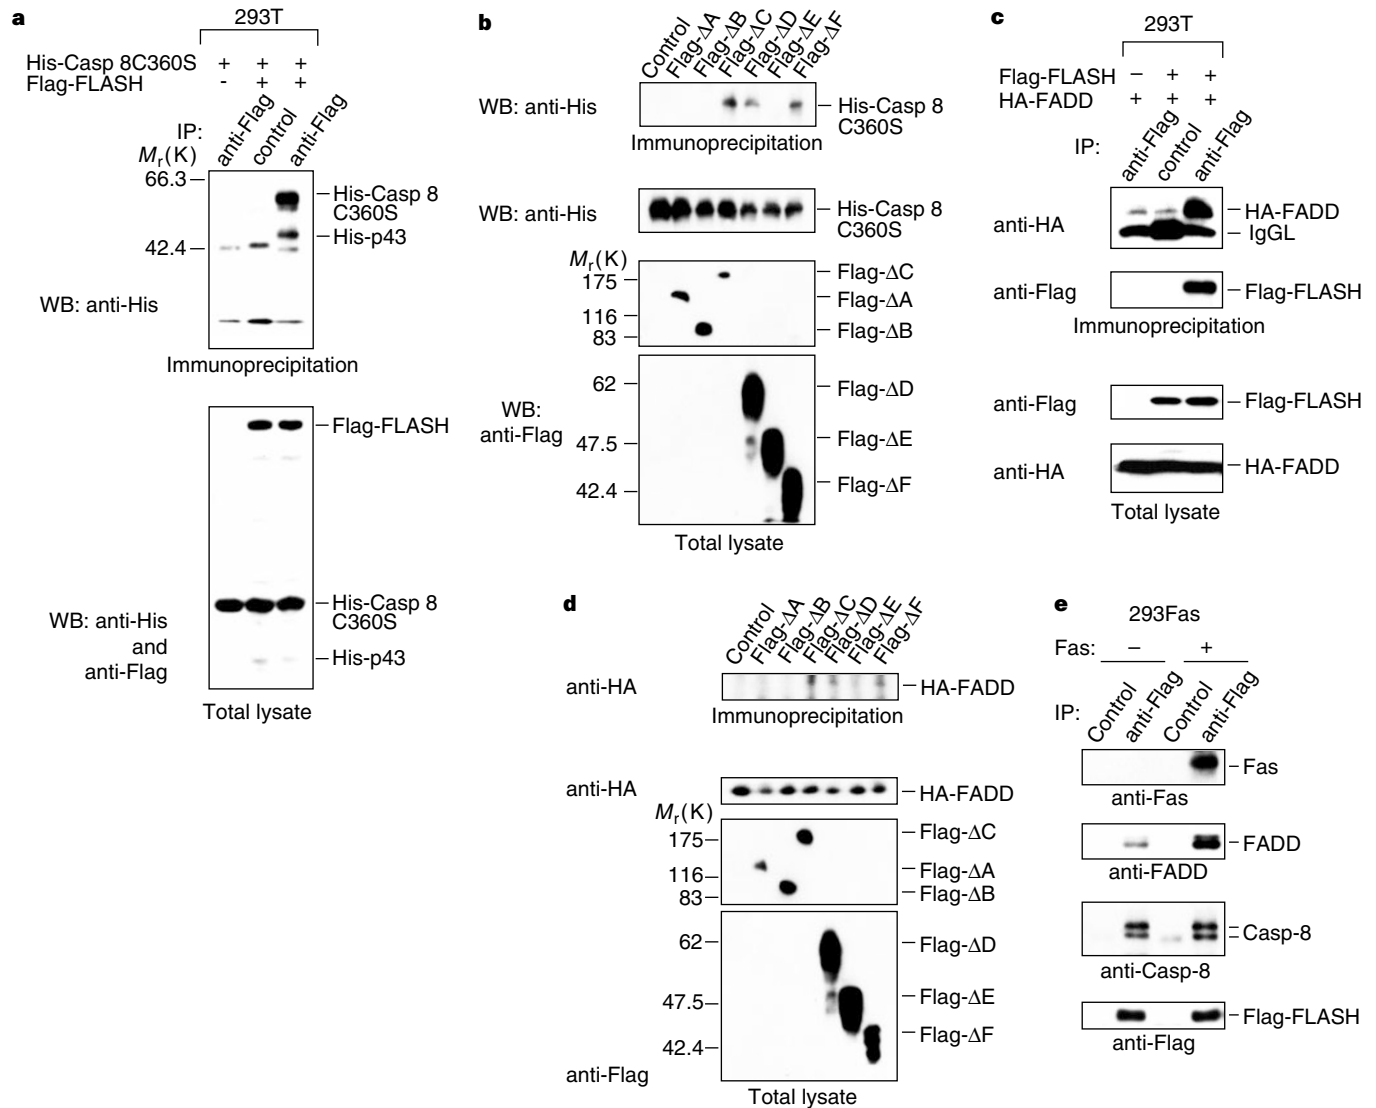 a
293T
His-Casp 8C360S + + +
Flag-FLASH - + +
IP: anti-Flag control anti-Flag
Mr(K)
66.3
His-Casp 8
C360S
His-p43
42.4
WB: anti-His
Immunoprecipitation
Flag-FLASH
His-Casp 8
C360S
WB: anti-His
and
anti-Flag
His-p43
Total lysate
b
Control Flag-ΔA Flag-ΔB Flag-ΔC Flag-ΔD Flag-ΔE Flag-ΔF
WB: anti-His
His-Casp 8
C360S
Immunoprecipitation
WB: anti-His
His-Casp 8
C360S
Mr(K)
175
116
83
Flag-ΔC
Flag-ΔA
Flag-ΔB
WB:
anti-Flag
62
47.5
42.4
Flag-ΔD
Flag-ΔE
Flag-ΔF
Total lysate
c
293T
Flag-FLASH − + +
HA-FADD + + +
IP: anti-Flag control anti-Flag
anti-HA
HA-FADD
IgGL
anti-Flag
Flag-FLASH
Immunoprecipitation
anti-Flag
Flag-FLASH
anti-HA
HA-FADD
Total lysate
d
Control Flag-ΔA Flag-ΔB Flag-ΔC Flag-ΔD Flag-ΔE Flag-ΔF
anti-HA
HA-FADD
Immunoprecipitation
anti-HA
HA-FADD
Mr(K)
175
116
83
Flag-ΔC
Flag-ΔA
Flag-ΔB
62
47.5
42.4
Flag-ΔD
Flag-ΔE
Flag-ΔF
anti-Flag
Total lysate
e
293Fas
Fas: − +
IP: Control anti-Flag Control anti-Flag
Fas
anti-Fas
FADD
anti-FADD
Casp-8
anti-Casp-8
Flag-FLASH
anti-Flag